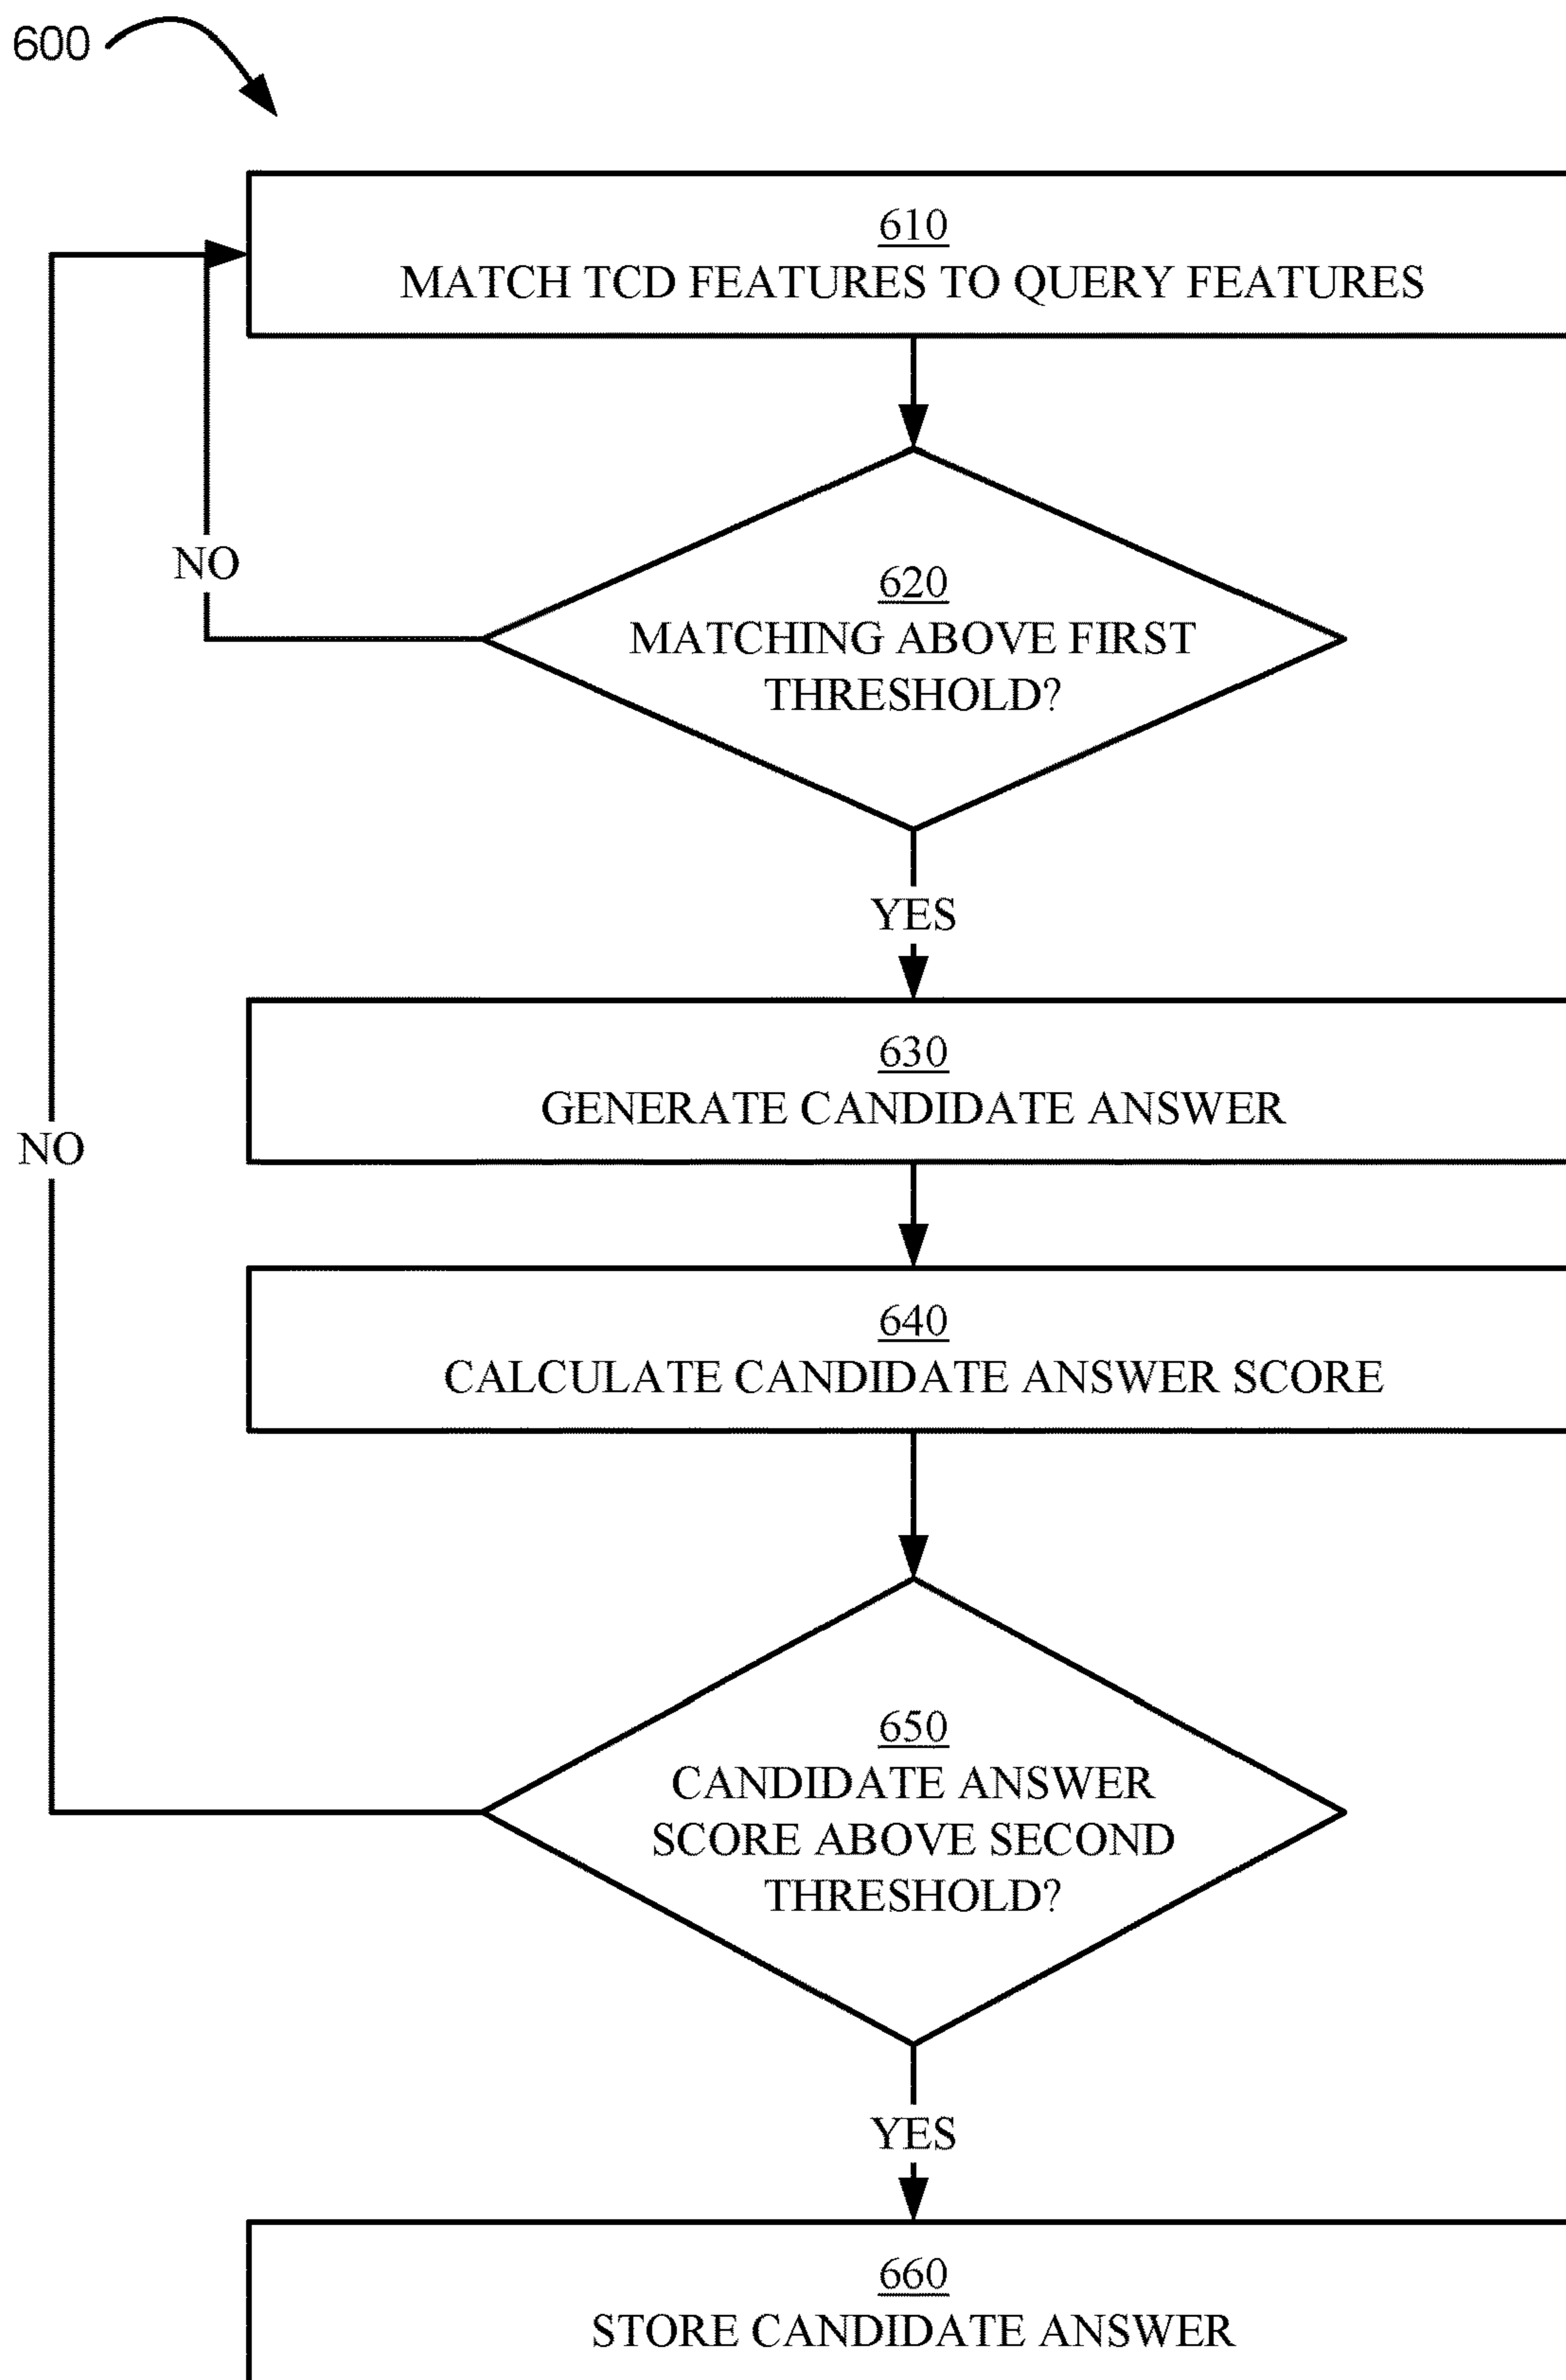 600
610
MATCH TCD FEATURES TO QUERY FEATURES
NO
620
MATCHING ABOVE FIRST
THRESHOLD?
YES
630
GENERATE CANDIDATE ANSWER
NO
640
CALCULATE CANDIDATE ANSWER SCORE
650
CANDIDATE ANSWER
SCORE ABOVE SECOND
THRESHOLD?
YES
660
STORE CANDIDATE ANSWER